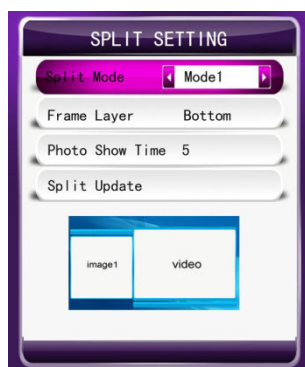 SPLIT SETTING
Split Mode Mode1
Frame Layer Bottom
Photo Show Time 5
Split Update
image1 video